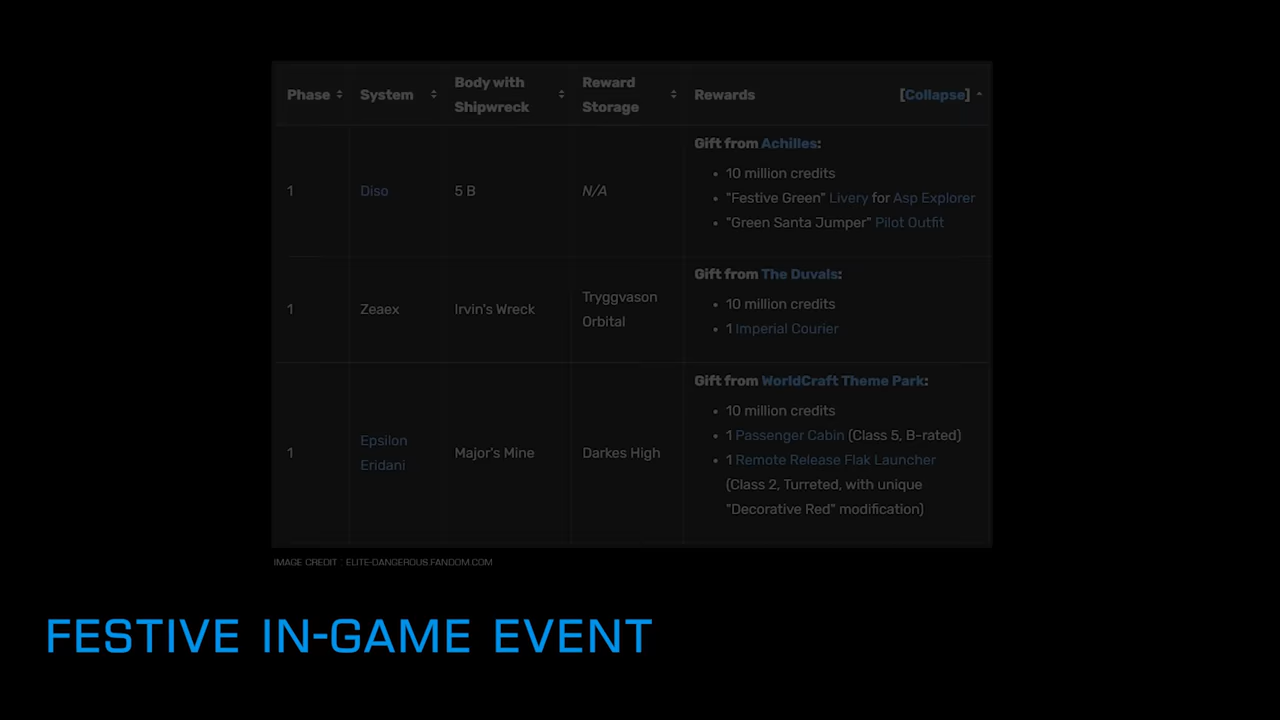 Phase System Body with Shipwreck Reward Storage Rewards [Collapse]
1 Diso 5 B N/A Gift from Achilles:
• 10 million credits
• "Festive Green" Livery for Asp Explorer
• "Green Santa Jumper" Pilot Outfit
1 Zeaex Irvin's Wreck Tryggvason Orbital Gift from The Duvals:
• 10 million credits
• 1 Imperial Courier
1 Epsilon Eridani Major's Mine Darkes High Gift from WorldCraft Theme Park:
• 10 million credits
• 1 Passenger Cabin (Class 5, B-rated)
• 1 Remote Release Flak Launcher
(Class 2, Turreted, with unique
"Decorative Red" modification)
IMAGE CREDIT : ELITE-DANGEROUS.FANDOM.COM
FESTIVE IN-GAME EVENT